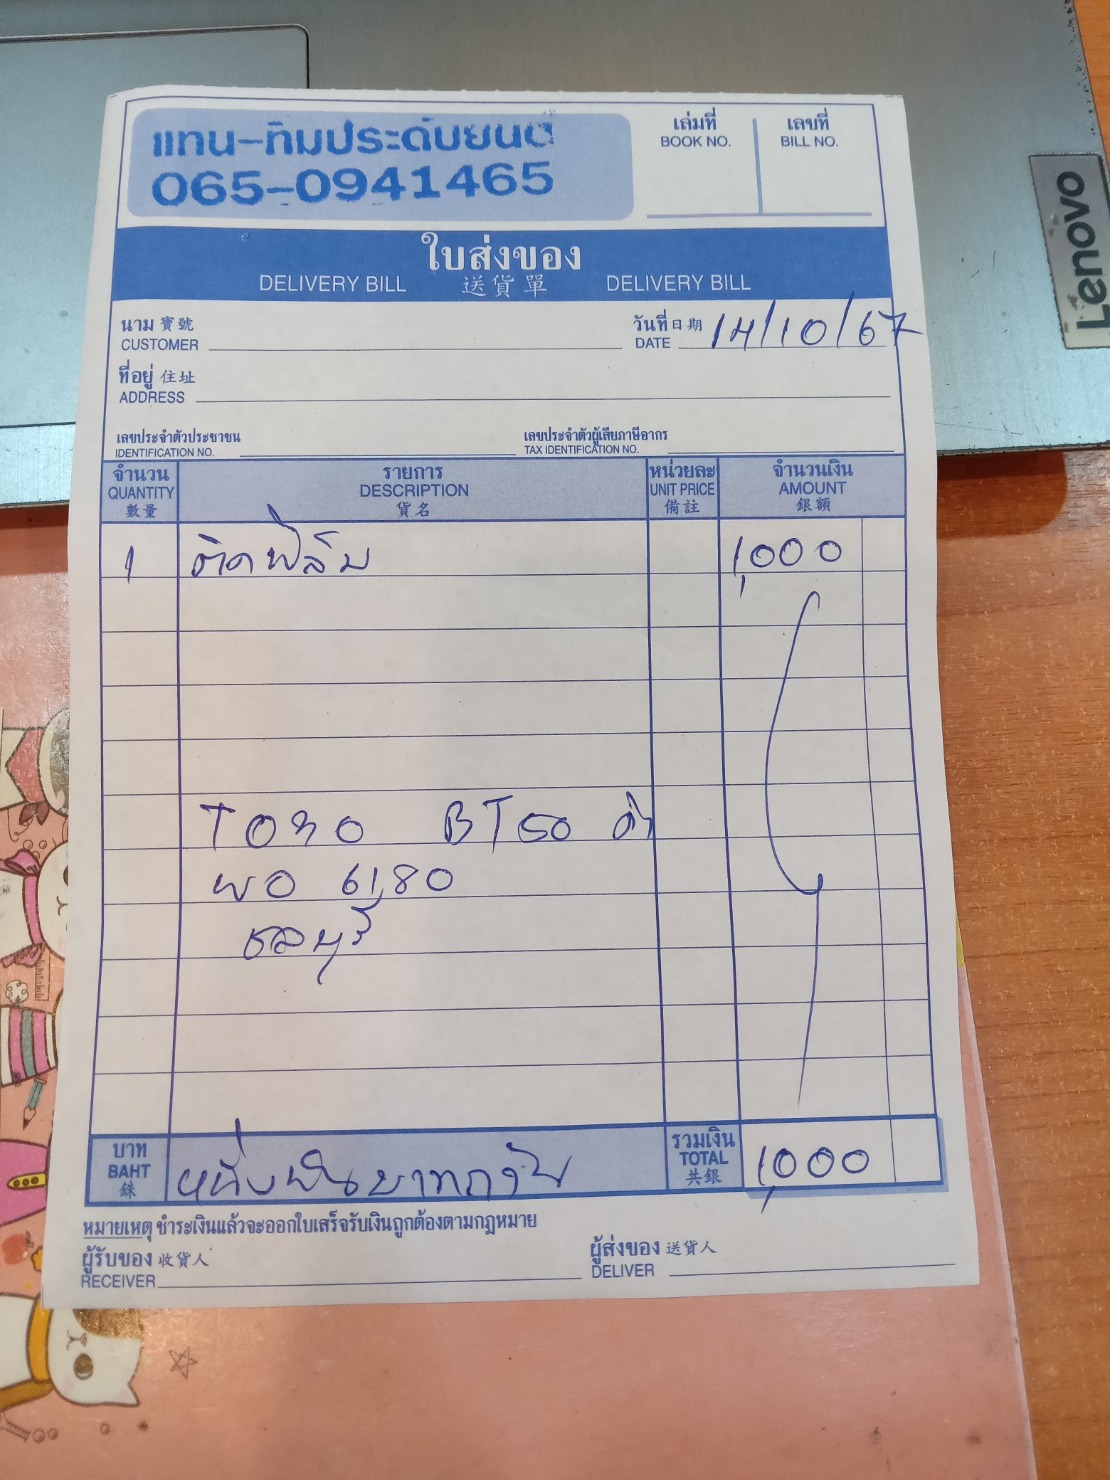 แทน-ทิมประดับยนต์
065-0941465
เล่มที่
BOOK NO.
เลขที่
BILL NO.
ใบส่งของ
DELIVERY BILL 送貨單 DELIVERY BILL
นาม 寶號
CUSTOMER
วันที่ 日期
DATE 14/10/67
ที่อยู่ 住址
ADDRESS
เลขประจำตัวประชาชน
IDENTIFICATION NO.
เลขประจำตัวผู้เสียภาษีอากร
TAX IDENTIFICATION NO.
จำนวน
QUANTITY
數量
รายการ
DESCRIPTION
貨名
หน่วยละ
UNIT PRICE
備註
จำนวนเงิน
AMOUNT
銀額
1 ติดฟิล์ม 1,000
BT50
6180
ชลบุรี
บาท
BAHT
銖
หนึ่งพันบาทถ้วน
รวมเงิน
TOTAL
共銀
1,000
หมายเหตุ ชำระเงินแล้วจะออกใบเสร็จรับเงินถูกต้องตามกฎหมาย
ผู้รับของ 收貨人
RECEIVER
ผู้ส่งของ 送貨人
DELIVER
Lenovo